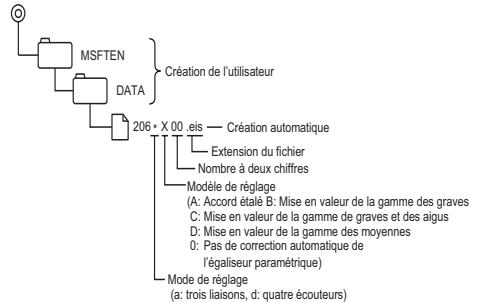 MSFTEN
DATA
Création de l'utilisateur
206 * X 00 .eis
Création automatique
Extension du fichier
Nombre à deux chiffres
Modèle de réglage
(A: Accord étalé B: Mise en valeur de la gamme des graves
C: Mise en valeur de la gamme de graves et des aigus
D: Mise en valeur de la gamme des moyennes
0: Pas de correction automatique de
l'égaliseur paramétrique)
Mode de réglage
(a: trois liaisons, d: quatre écouteurs)